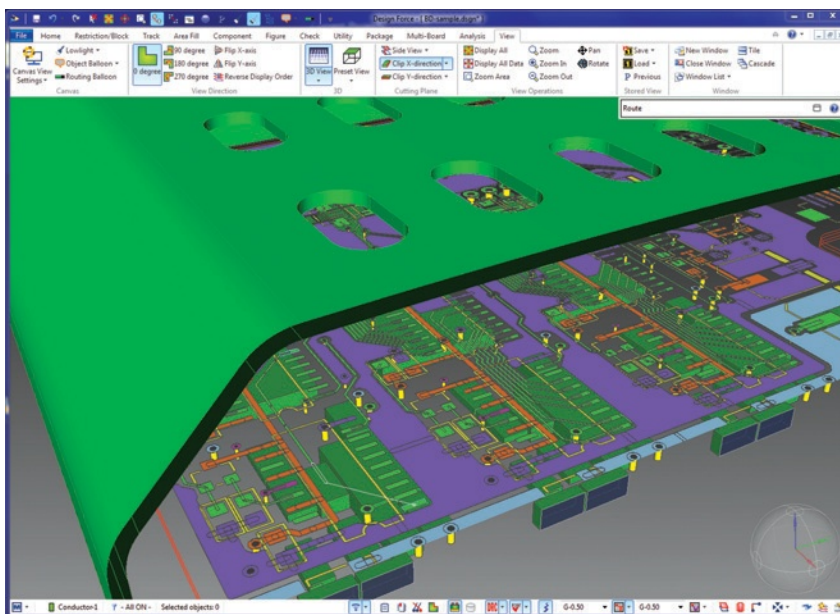 Design Force - [ BD-sample.dsgn* ]
File Home Restriction/Block Track Area Fill Component Figure Check Utility Package Multi-Board Analysis View
Canvas View Settings
Lowlight
Object Balloon
Routing Balloon
Canvas
0 degree
90 degree
180 degree
270 degree
Flip X-axis
Flip Y-axis
Reverse Display Order
View Direction
3D View
Preset View
3D
Side View
Clip X-direction
Clip Y-direction
Cutting Plane
Display All
Display All Data
Zoom Area
Zoom
Zoom In
Zoom Out
Pan
Rotate
View Operations
Save
Load
P Previous
Stored View
New Window
Close Window
Window List
Tile
Cascade
Window
Route
Conductor-1 - All ON - Selected objects: 0 G-0.50 G-0.50